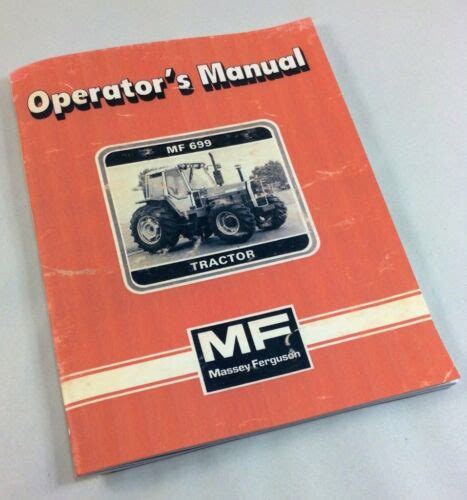 Operator's Manual
MF 699
TRACTOR
MF
Massey Ferguson